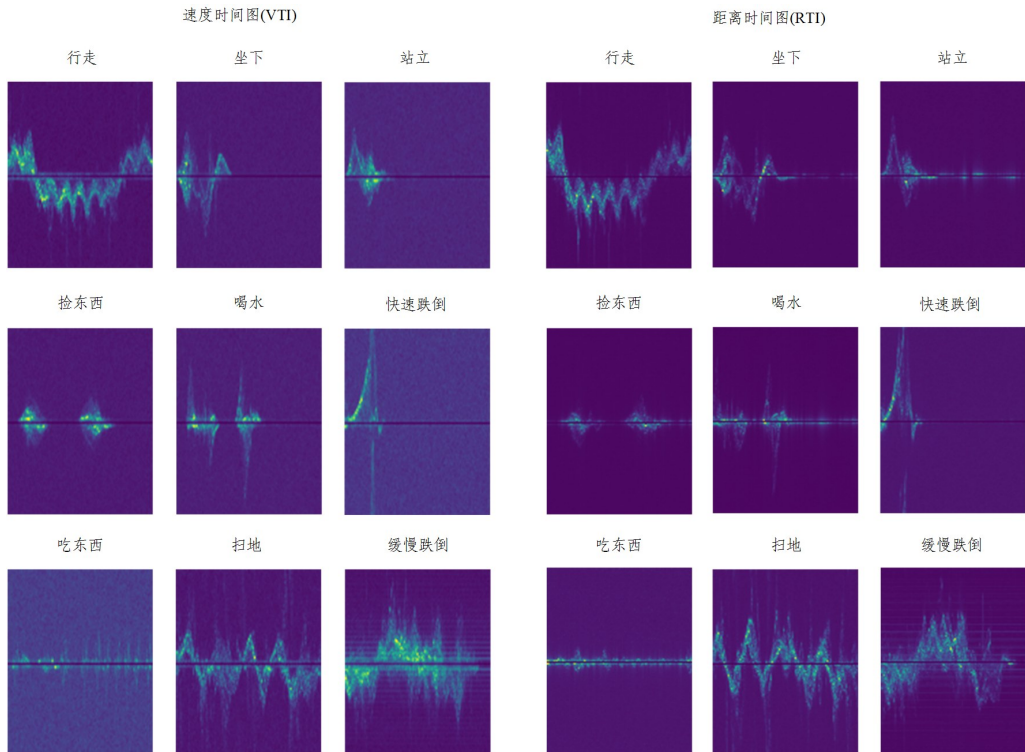 速度时间图(VTI)
距离时间图(RTI)
行走 坐下 站立 行走 坐下 站立
捡东西 喝水 快速跌倒 捡东西 喝水 快速跌倒
吃东西 扫地 缓慢跌倒 吃东西 扫地 缓慢跌倒